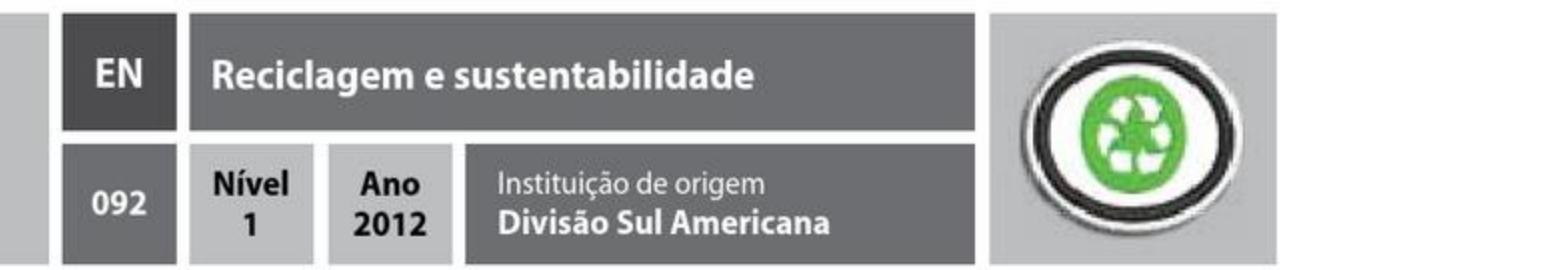 EN
Reciclagem e sustentabilidade
092
Nível
1
Ano
2012
Instituição de origem
Divisão Sul Americana